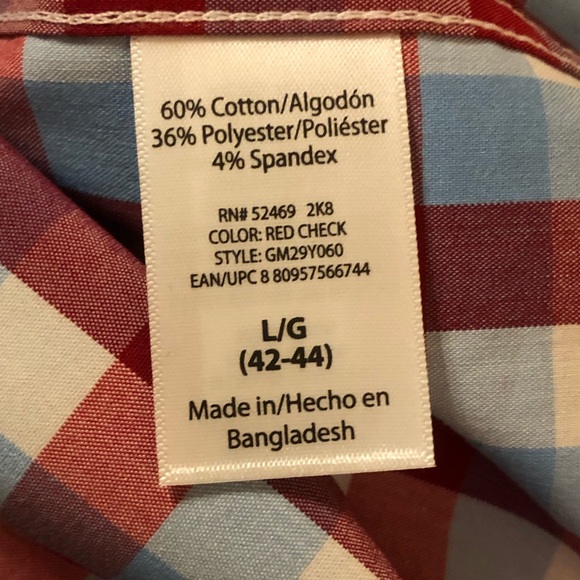 60% Cotton/Algodón
36% Polyester/Poliéster
4% Spandex
RN# 52469 2K8
COLOR: RED CHECK
STYLE: GM29Y060
EAN/UPC 8 80957566744
L/G
(42-44)
Made in/Hecho en
Bangladesh